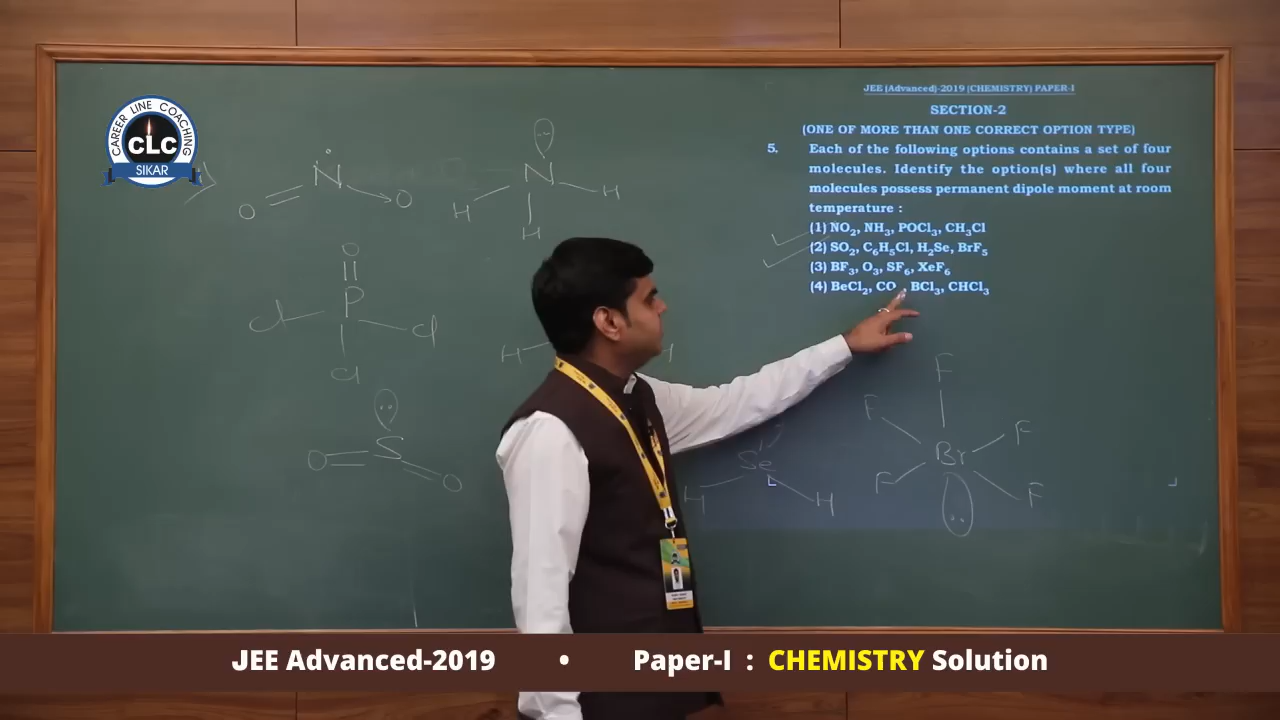 CAREER LINE COACHING
CLC
SIKAR
JEE (Advanced)-2019 (CHEMISTRY) PAPER-I
SECTION-2
(ONE OF MORE THAN ONE CORRECT OPTION TYPE)
5. Each of the following options contains a set of four
molecules. Identify the option(s) where all four
molecules possess permanent dipole moment at room
temperature :
(1) NO₂, NH₃, POCl₃, CH₃Cl
(2) SO₂, C₆H₅Cl, H₂Se, BrF₅
(3) BF₃, O₃, SF₆, XeF₆
(4) BeCl₂, CO , BCl₃, CHCl₃
N
O O
N
H H
H
O
P
Cl Cl
Cl
H H
S
O O
Se
H H
F
F F
Br
F F
JEE Advanced-2019 • Paper-I : CHEMISTRY Solution